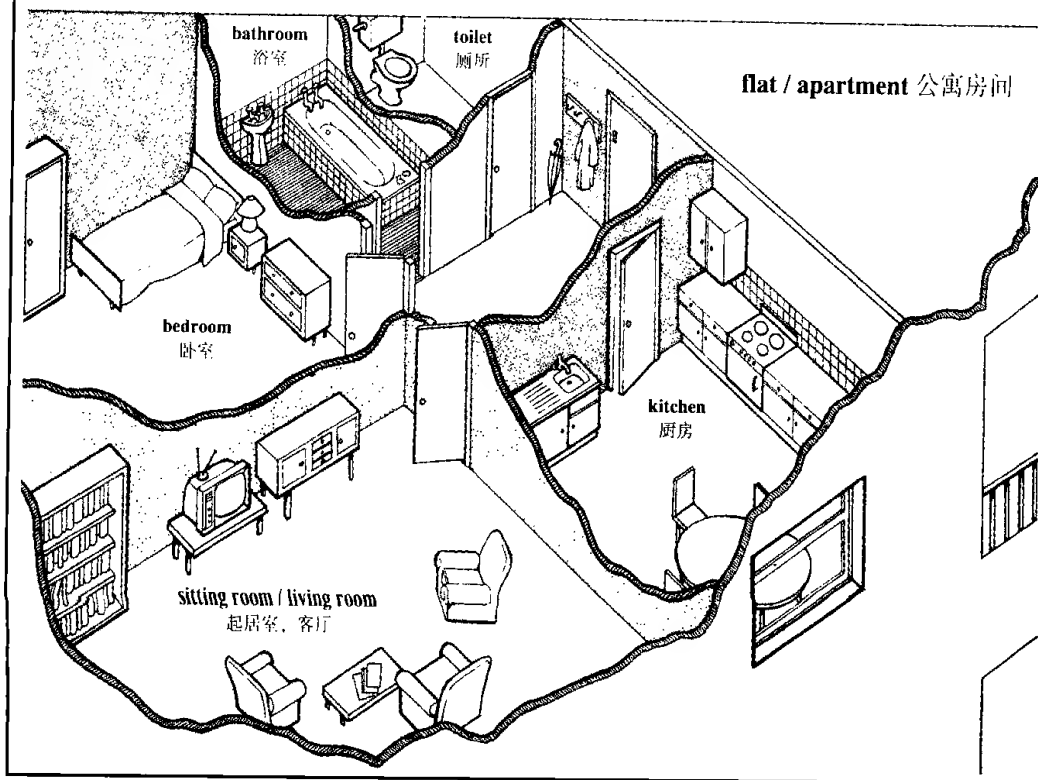 bathroom
浴室
toilet
厕所
flat / apartment 公寓房间
bedroom
卧室
kitchen
厨房
sitting room / living room
起居室，客厅